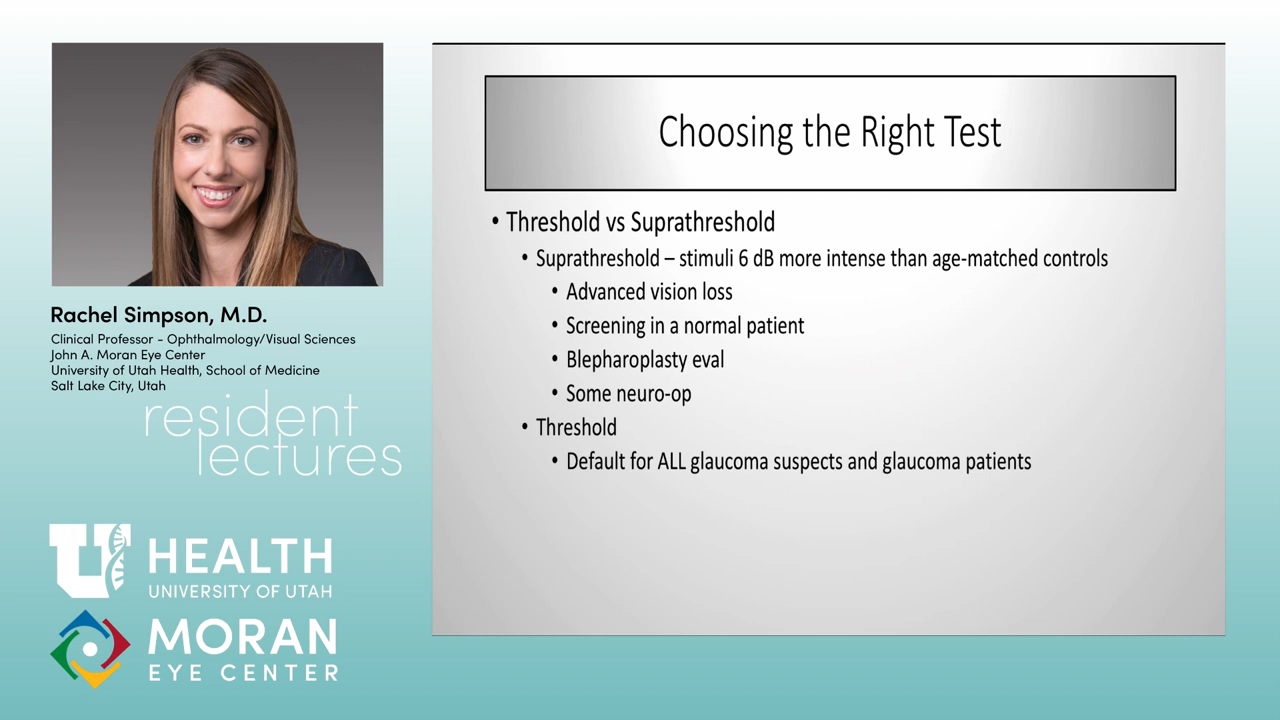 Rachel Simpson, M.D.
Clinical Professor - Ophthalmology/Visual Sciences
John A. Moran Eye Center
University of Utah Health, School of Medicine
Salt Lake City, Utah
resident
lectures
U HEALTH
UNIVERSITY OF UTAH
MORAN
EYE CENTER
Choosing the Right Test
• Threshold vs Suprathreshold
• Suprathreshold – stimuli 6 dB more intense than age-matched controls
• Advanced vision loss
• Screening in a normal patient
• Blepharoplasty eval
• Some neuro-op
• Threshold
• Default for ALL glaucoma suspects and glaucoma patients